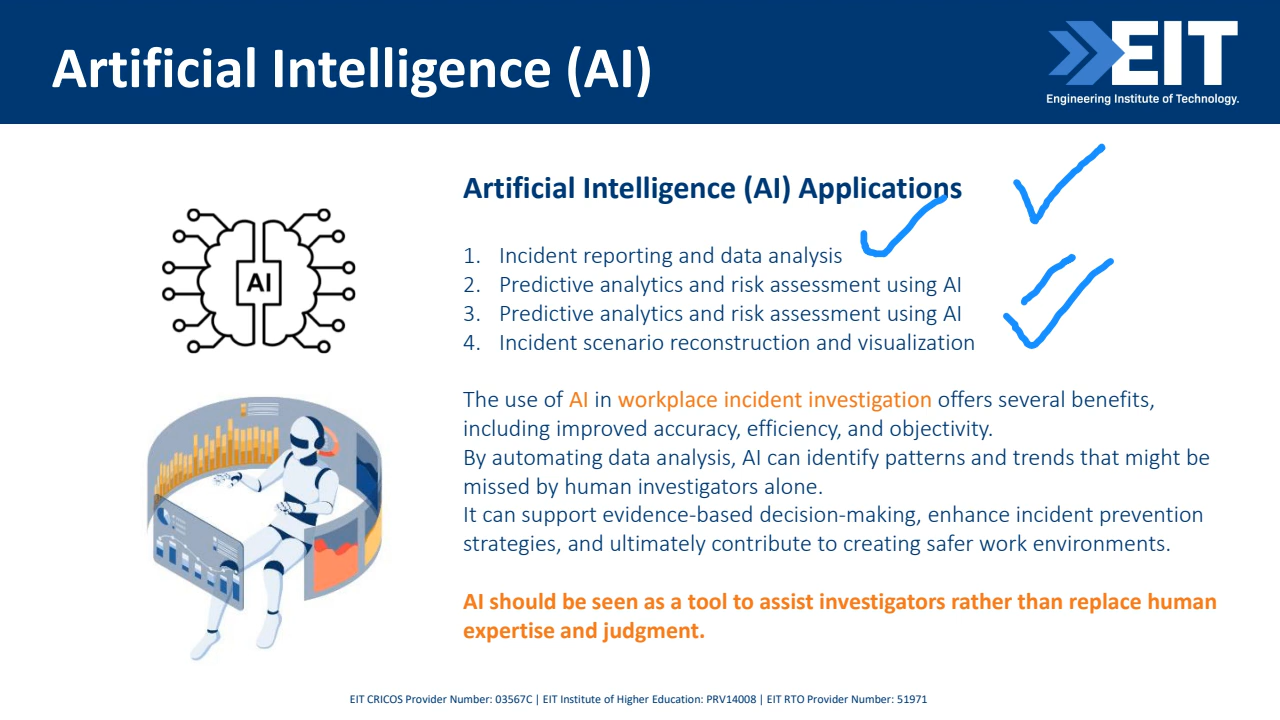 Artificial Intelligence (AI)
EIT
Engineering Institute of Technology.
Artificial Intelligence (AI) Applications
1. Incident reporting and data analysis
2. Predictive analytics and risk assessment using AI
3. Predictive analytics and risk assessment using AI
4. Incident scenario reconstruction and visualization
AI
The use of AI in workplace incident investigation offers several benefits,
including improved accuracy, efficiency, and objectivity.
By automating data analysis, AI can identify patterns and trends that might be
missed by human investigators alone.
It can support evidence-based decision-making, enhance incident prevention
strategies, and ultimately contribute to creating safer work environments.
AI should be seen as a tool to assist investigators rather than replace human
expertise and judgment.
EIT CRICOS Provider Number: 03567C | EIT Institute of Higher Education: PRV14008 | EIT RTO Provider Number: 51971